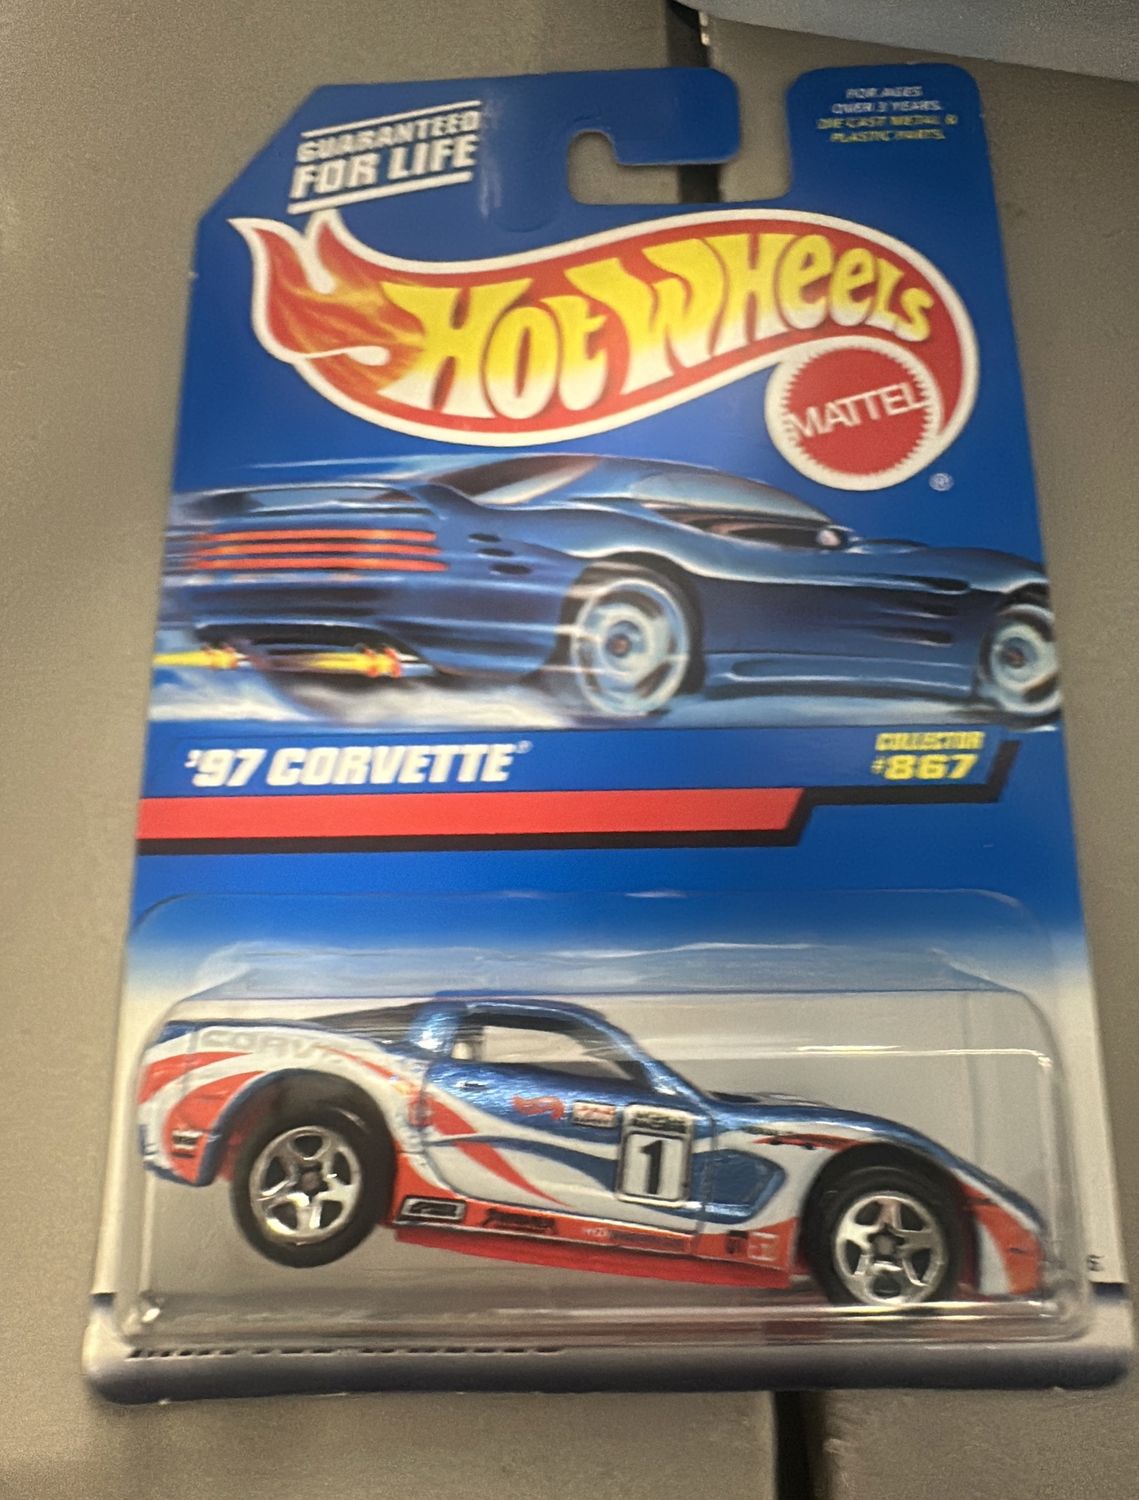 GUARANTEED
FOR LIFE
FOR AGES
OVER 3 YEARS.
DIE CAST METAL &
PLASTIC PARTS.
HOT WHEELS
MATTEL
®
'97 CORVETTE®
COLLECTOR
#867
1